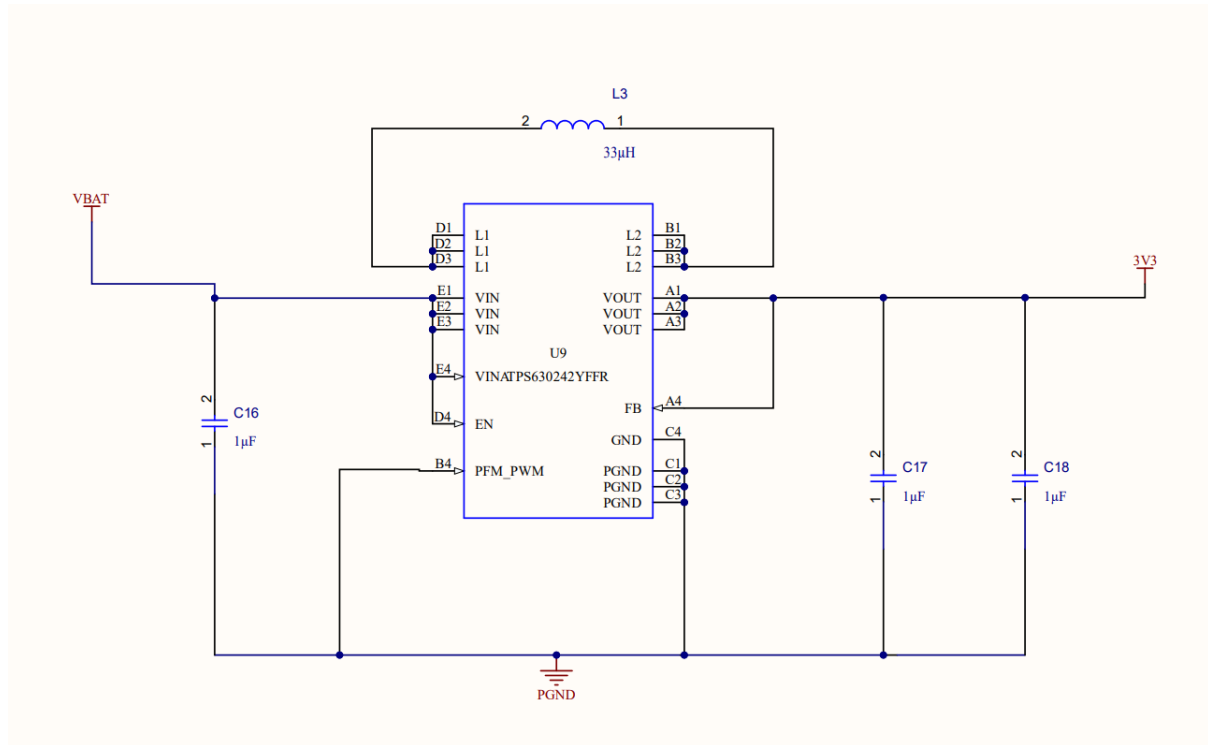 L3
2 1
33µH
VBAT
3V3
D1 L1
D2 L1
D3 L1
E1 VIN
E2 VIN
E3 VIN
E4 VINATPS630242YFFR
D4 EN
B4 PFM_PWM
U9
L2 B1
L2 B2
L2 B3
VOUT A1
VOUT A2
VOUT A3
FB A4
GND C4
PGND C1
PGND C2
PGND C3
2
C16
1µF
1
2
C17
1µF
1
2
C18
1µF
1
PGND